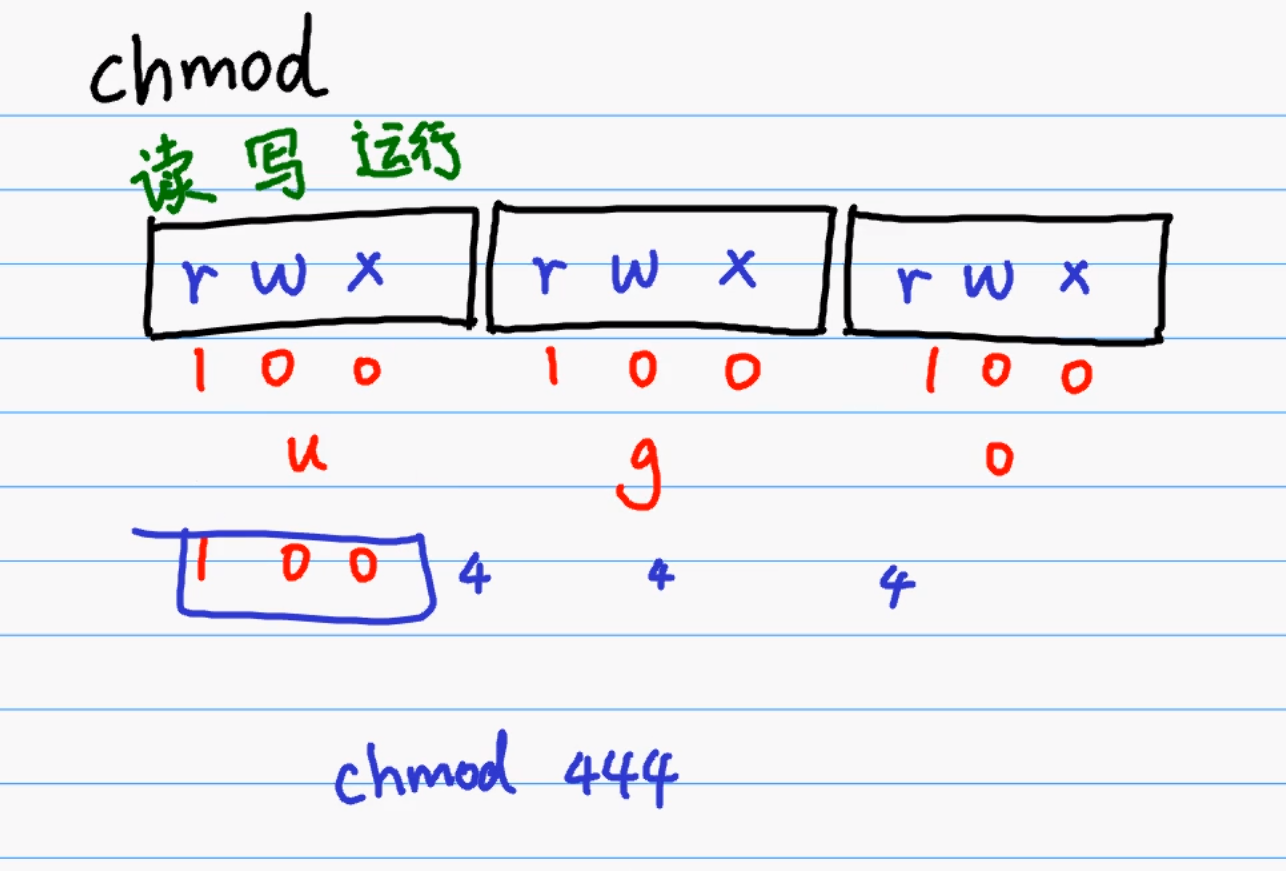 chmod
读 写 运行
r w x r w x r w x
1 0 0 1 0 0 1 0 0
u g o
1 0 0 4 4 4
chmod 444